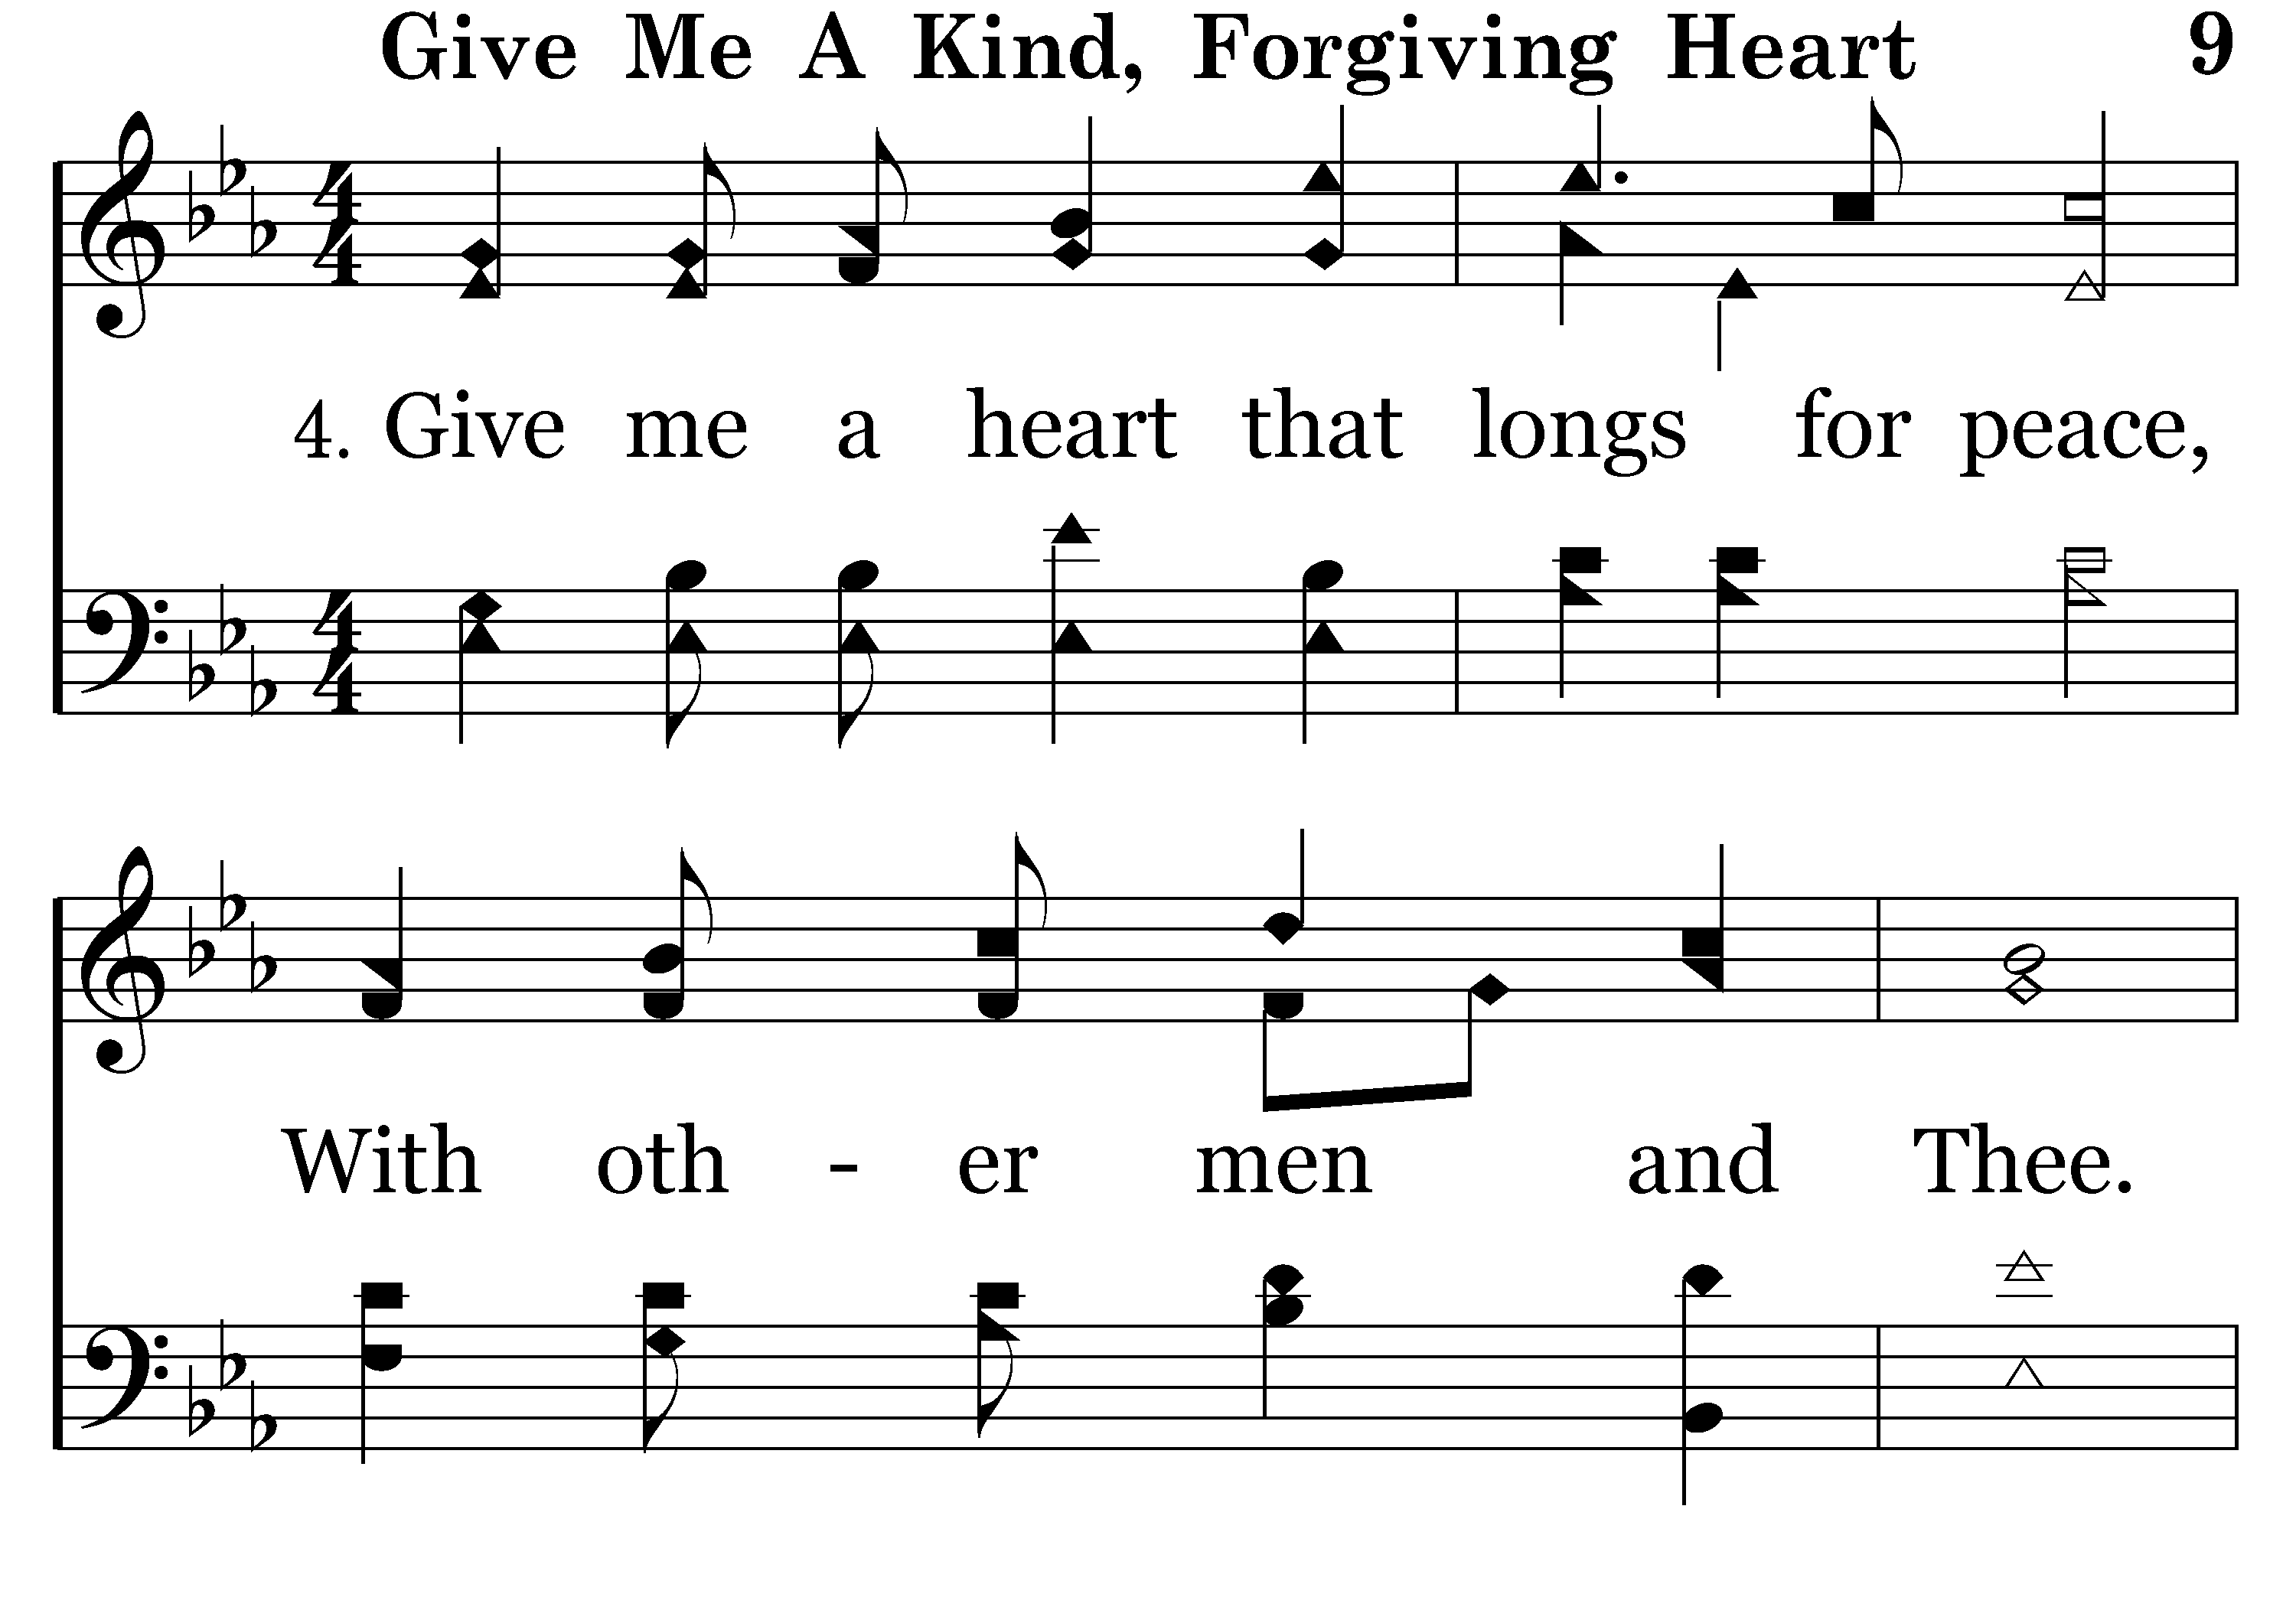 Give Me A Kind, Forgiving Heart 9
4. Give me a heart that longs for peace,
With oth - er men and Thee.